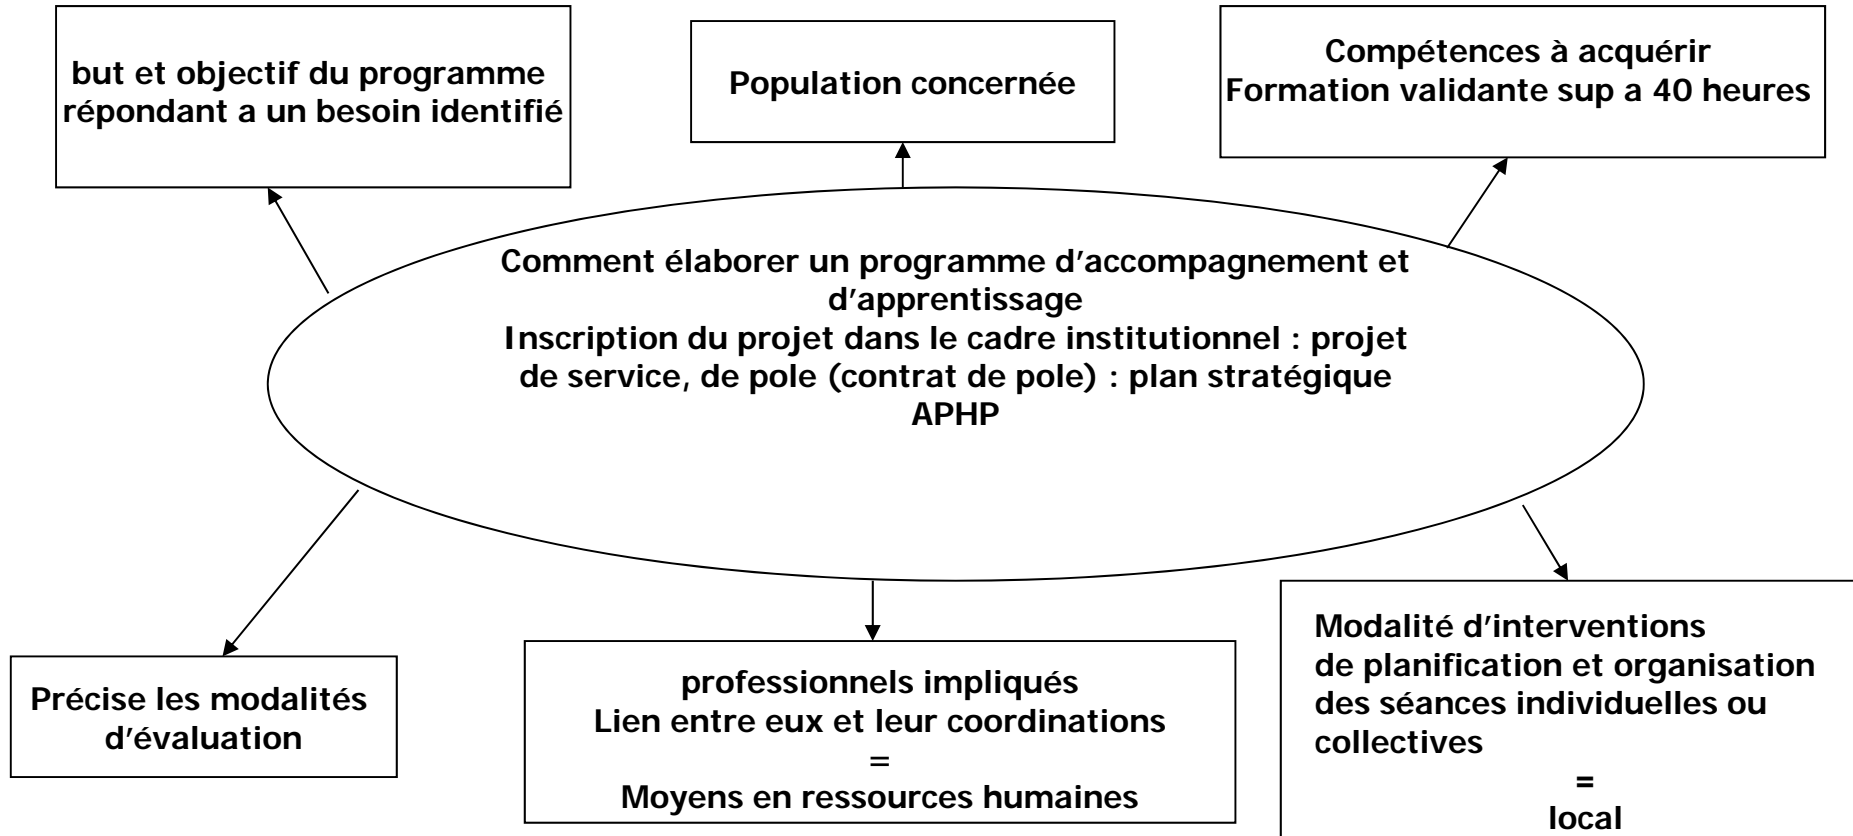 but et objectif du programme
répondant a un besoin identifié
Population concernée
Compétences à acquérir
Formation validante sup a 40 heures
Comment élaborer un programme d’accompagnement et
d’apprentissage
Inscription du projet dans le cadre institutionnel : projet
de service, de pole (contrat de pole) : plan stratégique
APHP
Précise les modalités
d’évaluation
professionnels impliqués
Lien entre eux et leur coordinations
=
Moyens en ressources humaines
Modalité d’interventions
de planification et organisation
des séances individuelles ou
collectives
=
local